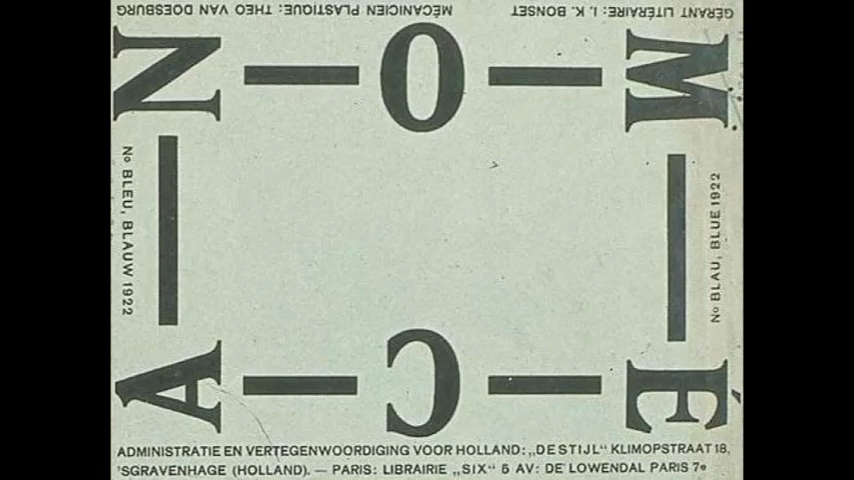 GÉRANT LITÉRAIRE: I. K. BONSET
MÉCANICIEN PLASTIQUE: THEO VAN DOESBURG
N — O — M
No BLEU, BLAUW 1922
No BLAU, BLUE 1922
A — C — É
ADMINISTRATIE EN VERTEGENWOORDIGING VOOR HOLLAND: „DE STIJL“ KLIMOPSTRAAT 18,
'SGRAVENHAGE (HOLLAND). — PARIS: LIBRAIRIE „SIX“ 5 AV: DE LOWENDAL PARIS 7e